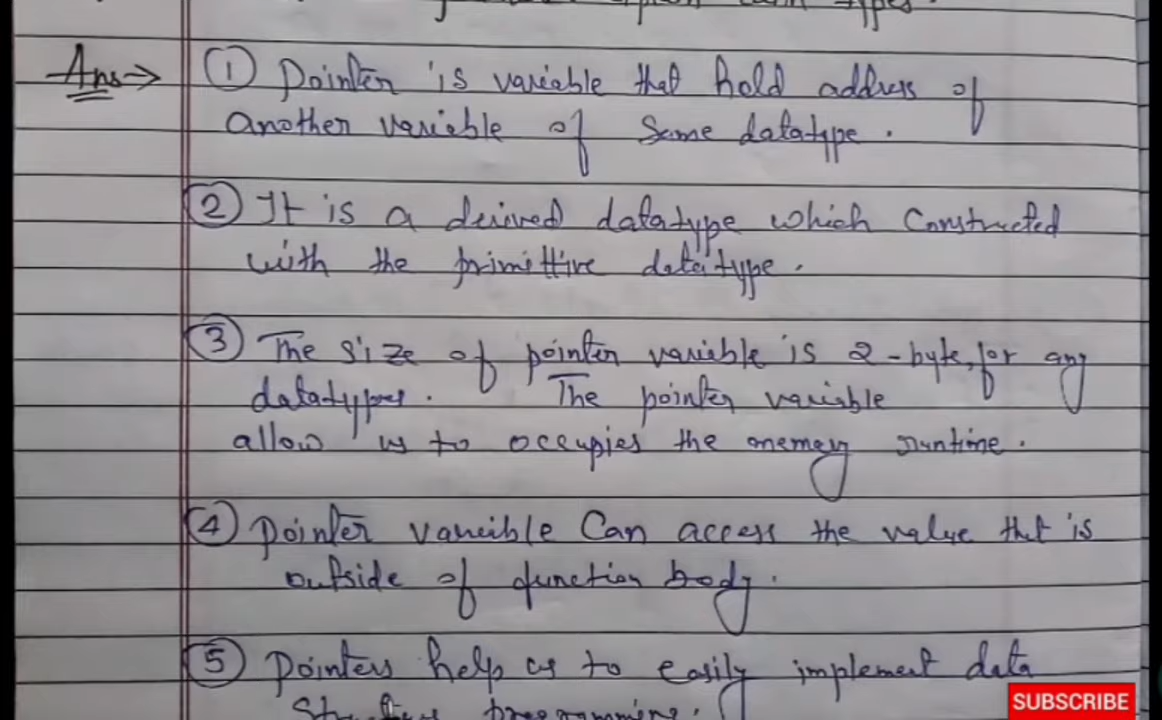 types.
Ans→ ① Pointer is variable that hold address of
another variable of same datatype.
② It is a derived datatype which constructed
with the primittive datatype.
③ The size of pointer variable is 2-byte, for any
datatypes. The pointer variable
allow us to occupies the memory runtime.
④ Pointer variable can access the value that is
outside of function body.
⑤ Pointers help us to easily implement data
programming.
SUBSCRIBE